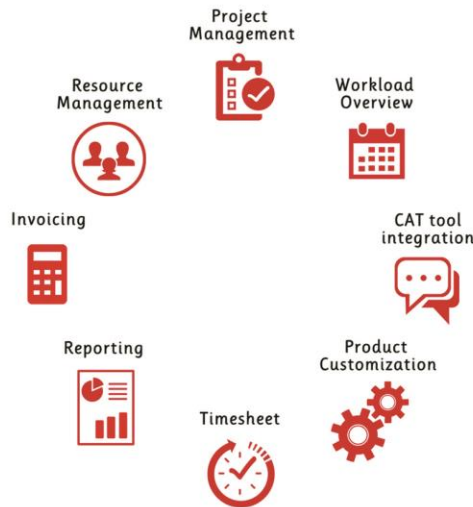 Project
Management
Resource
Management
Workload
Overview
Invoicing
CAT tool
integration
Reporting
Product
Customization
Timesheet